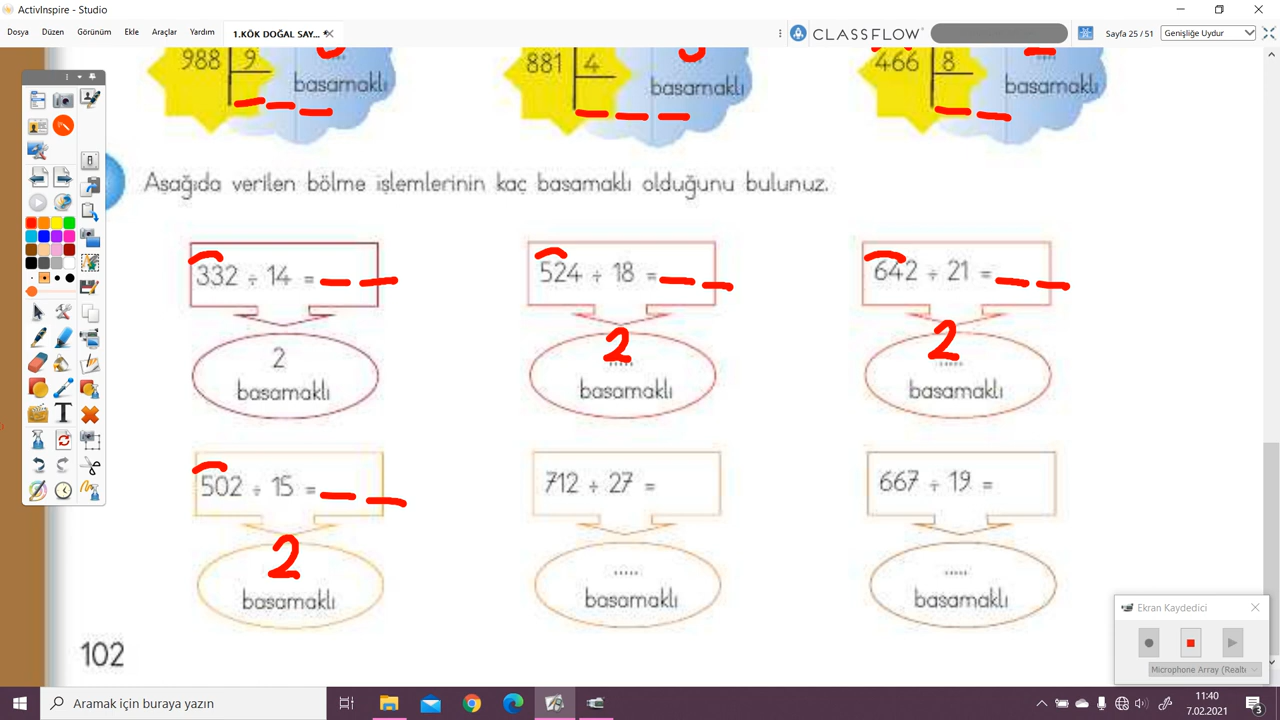 ActivInspire - Studio
Dosya Düzen Görünüm Ekle Araçlar Yardım 1.KÖK DOĞAL SAY... CLASSFLOW Sayfa 25 / 51 Genişliğe Uydur
988 9 basamaklı
881 4 basamaklı
466 8 basamaklı
Aşağıda verilen bölme işlemlerinin kaç basamaklı olduğunu bulunuz.
332 ÷ 14 =
524 ÷ 18 =
642 ÷ 21 =
2 basamaklı
2 ..... basamaklı
2 ..... basamaklı
502 ÷ 15 =
712 ÷ 27 =
667 ÷ 19 =
2 basamaklı
..... basamaklı
..... basamaklı
102
Ekran Kaydedici
Microphone Array (Realt
Aramak için buraya yazın
11:40
7.02.2021
3